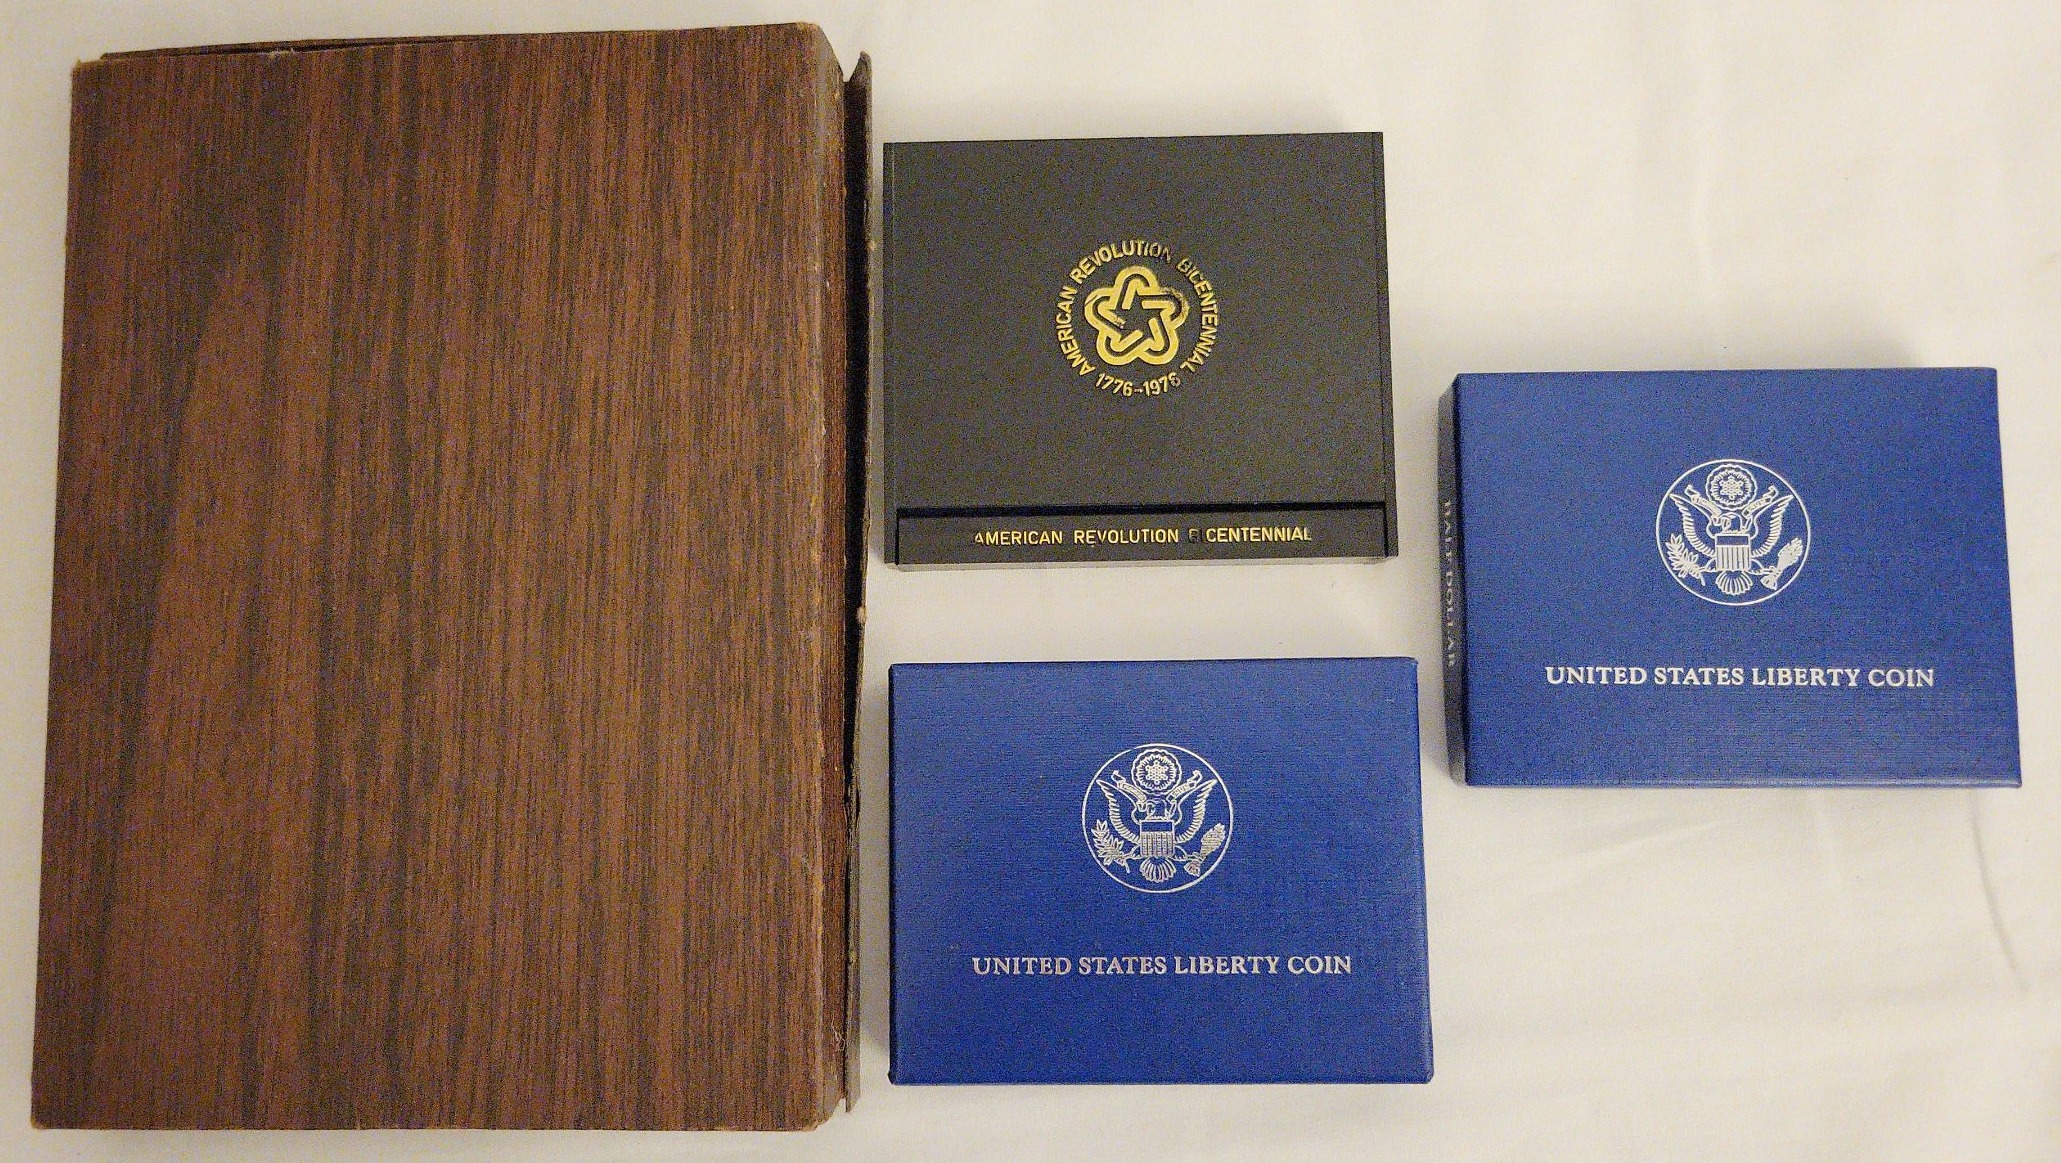 AMERICAN REVOLUTION BICENTENNIAL
1776-1976
AMERICAN REVOLUTION BICENTENNIAL
UNITED STATES LIBERTY COIN
HALF DOLLAR
UNITED STATES LIBERTY COIN